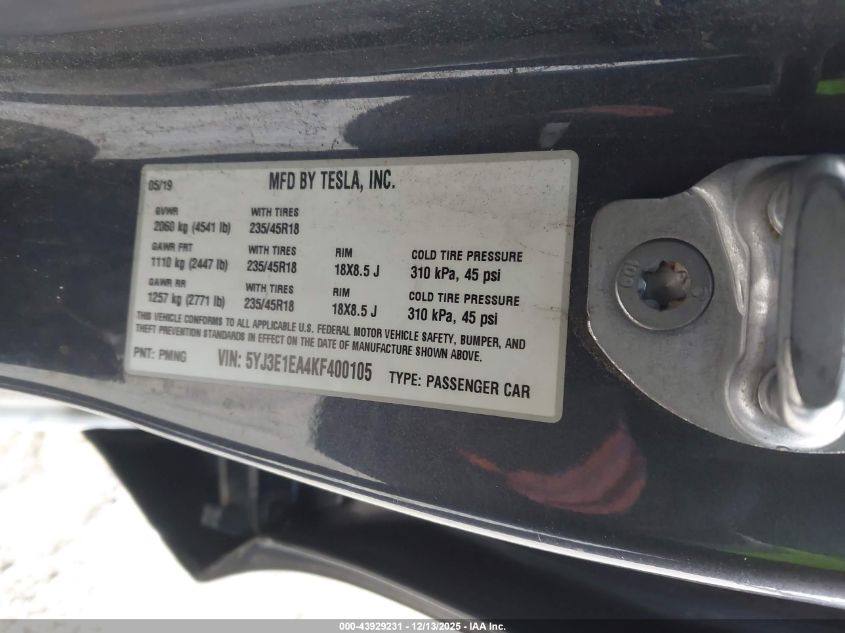 05/19 MFD BY TESLA, INC.
GVWR WITH TIRES
2060 kg (4541 lb) 235/45R18
GAWR FRT WITH TIRES RIM COLD TIRE PRESSURE
1110 kg (2447 lb) 235/45R18 18X8.5 J 310 kPa, 45 psi
GAWR RR WITH TIRES RIM COLD TIRE PRESSURE
1257 kg (2771 lb) 235/45R18 18X8.5 J 310 kPa, 45 psi
THIS VEHICLE CONFORMS TO ALL APPLICABLE U.S. FEDERAL MOTOR VEHICLE SAFETY, BUMPER, AND
THEFT PREVENTION STANDARDS IN EFFECT ON THE DATE OF MANUFACTURE SHOWN ABOVE.
PNT: PMNG VIN: 5YJ3E1EA4KF400105 TYPE: PASSENGER CAR
000-43929231 - 12/13/2025 - IAA Inc.